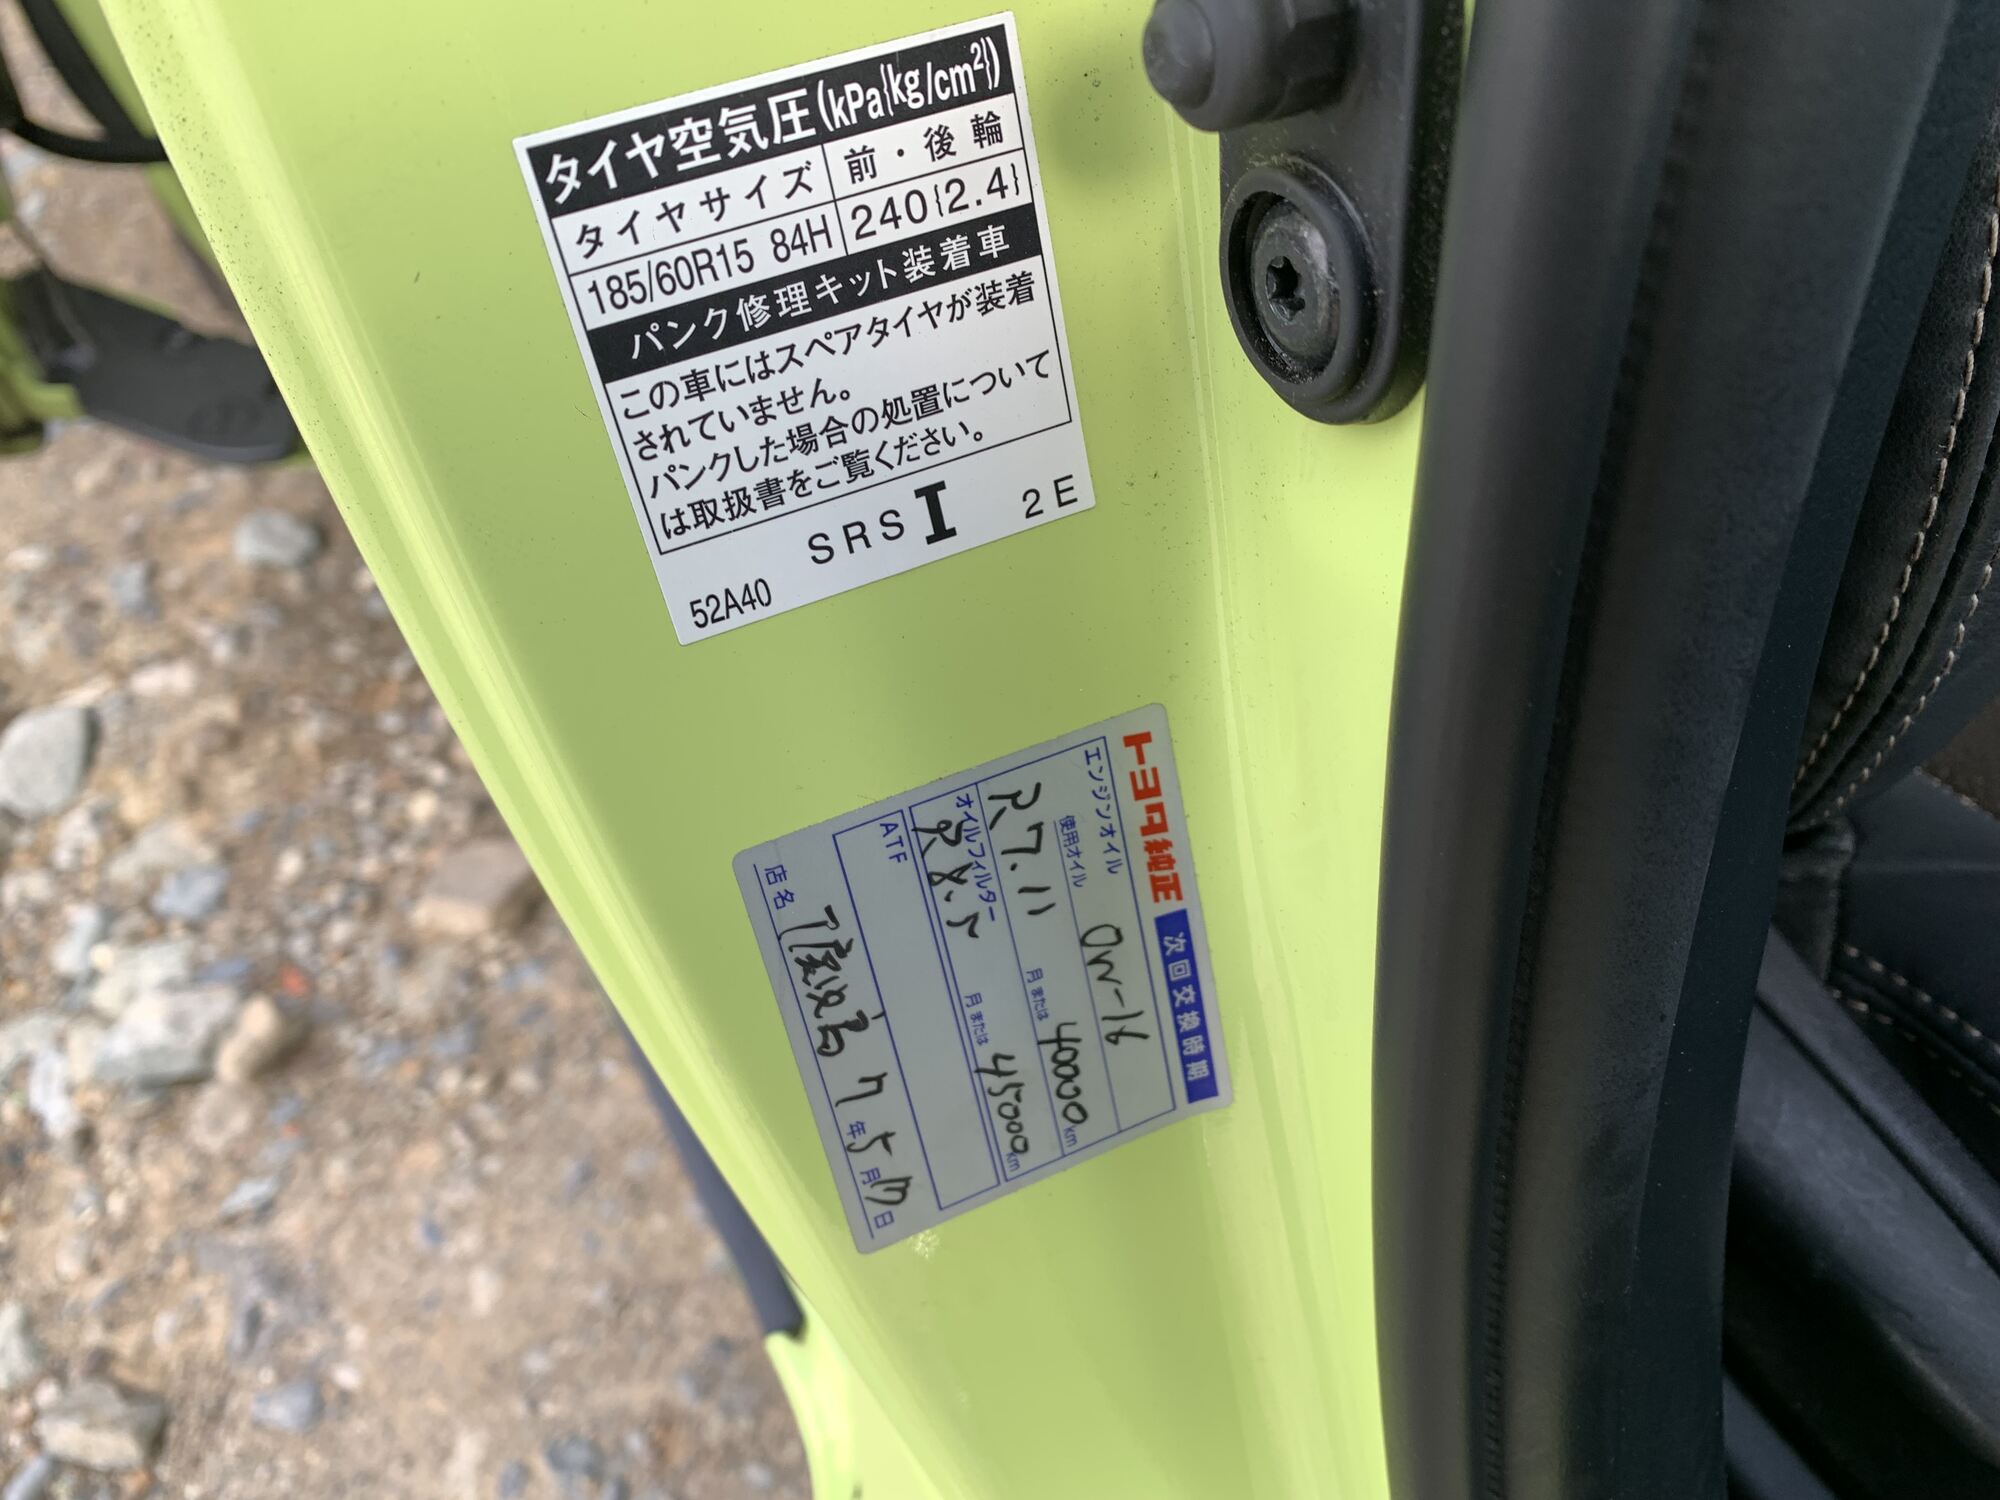 タイヤ空気圧(kPa{kg/cm²})
タイヤサイズ 前・後輪
185/60R15 84H 240{2.4}
パンク修理キット装着車
この車にはスペアタイヤが装着
されていません。
パンクした場合の処置について
は取扱書をご覧ください。
SRS I 2E
52A40
トヨタ純正 次回交換時期
エンジンオイル
使用オイル 0W-16
R7.11 月または 40000 km
オイルフィルター
R8.5 月または 45000 km
ATF
店名 7年5月17日